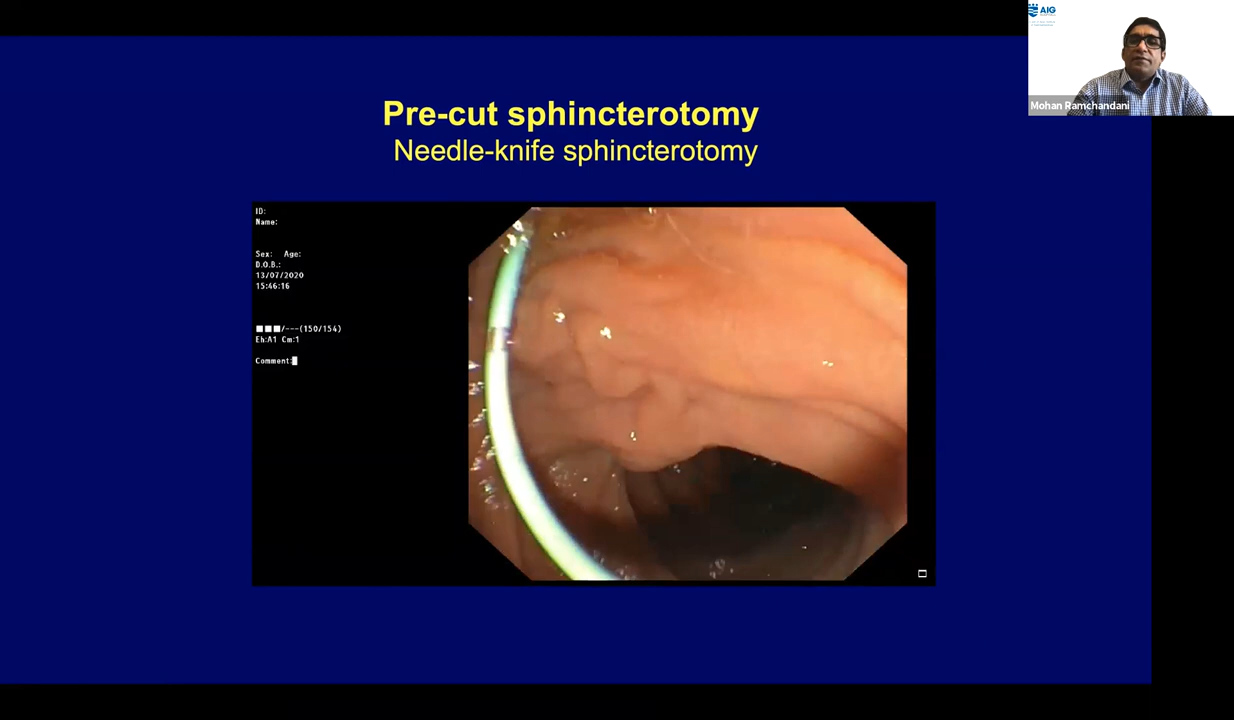 AIG
Mohan Ramchandani
Pre-cut sphincterotomy
Needle-knife sphincterotomy
ID:
Name:
Sex: Age:
D.O.B.:
13/07/2020
15:46:16
■■■/---(150/154)
Eh:A1 Cm:1
Comment: